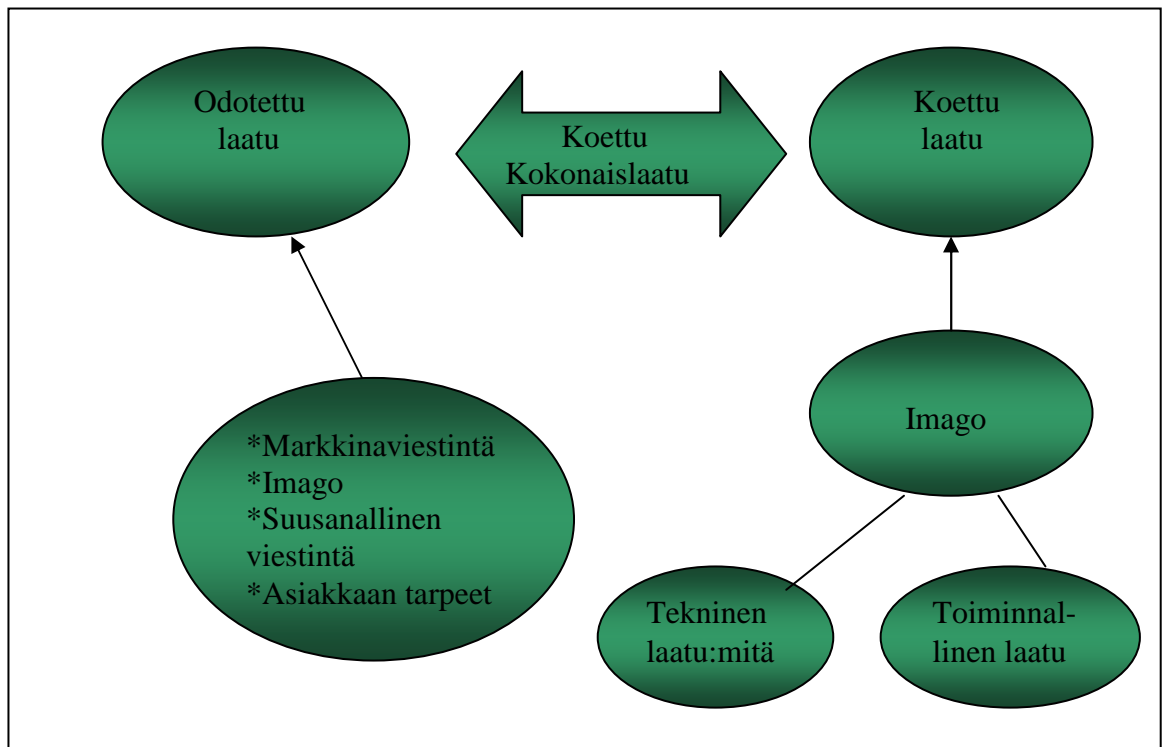 Odotettu
laatu
Koettu
Kokonaislaatu
Koettu
laatu
*Markkinaviestintä
*Imago
*Suusanallinen
viestintä
*Asiakkaan tarpeet
Imago
Tekninen
laatu:mitä
Toiminnal-
linen laatu